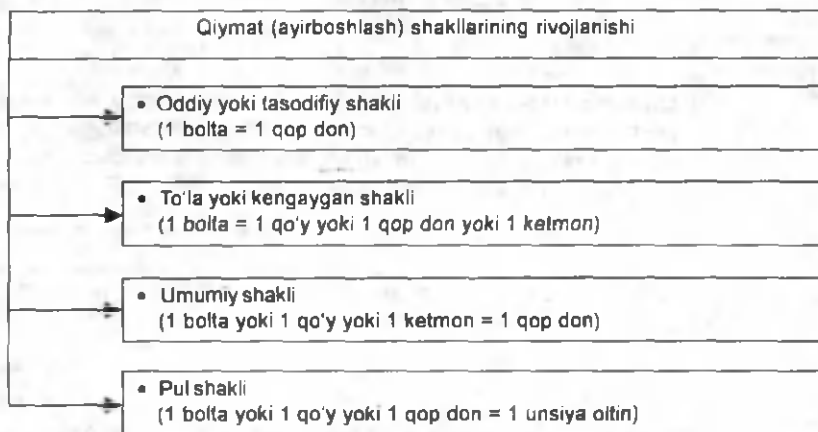 Qiymat (ayirboshlash) shakllarining rivojlanishi
• Oddiy yoki tasodifiy shakli
(1 bolta = 1 qop don)
• To'la yoki kengaygan shakli
(1 bolta = 1 qo'y yoki 1 qop don yoki 1 ketmon)
• Umumiy shakli
(1 bolta yoki 1 qo'y yoki 1 ketmon = 1 qop don)
• Pul shakli
(1 bolta yoki 1 qo'y yoki 1 qop don = 1 unsiya oltin)